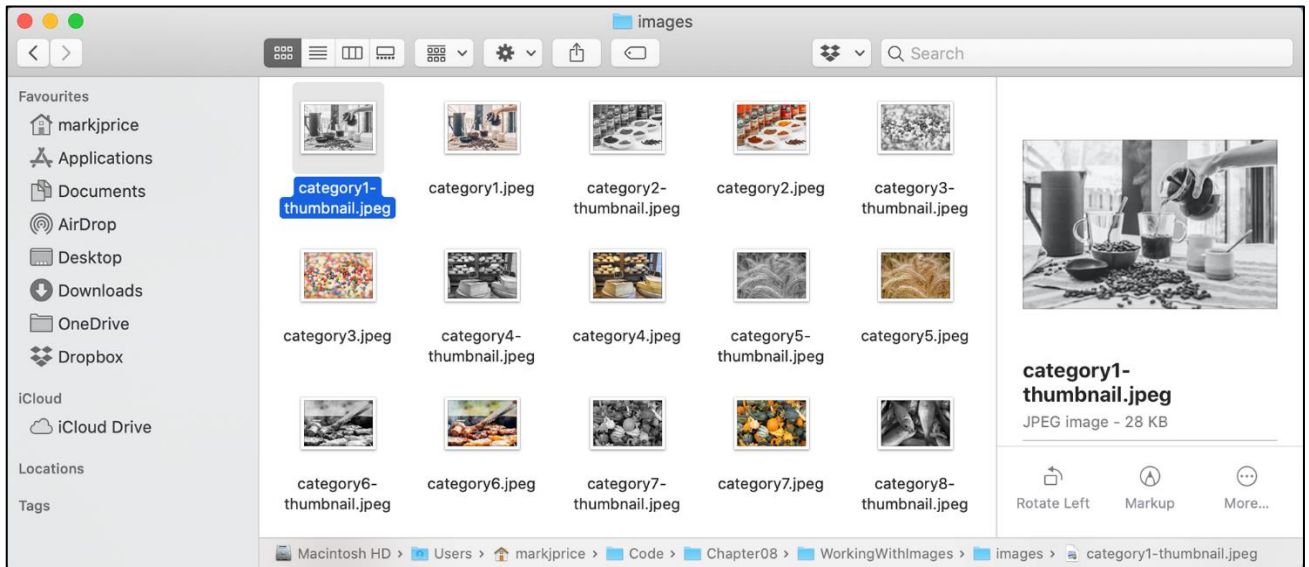 images
Search
Favourites
markjprice
Applications
Documents
AirDrop
Desktop
Downloads
OneDrive
Dropbox
iCloud
iCloud Drive
Locations
Tags
category1-
thumbnail.jpeg
category1.jpeg
category2-
thumbnail.jpeg
category2.jpeg
category3-
thumbnail.jpeg
category3.jpeg
category4-
thumbnail.jpeg
category4.jpeg
category5-
thumbnail.jpeg
category5.jpeg
category6-
thumbnail.jpeg
category6.jpeg
category7-
thumbnail.jpeg
category7.jpeg
category8-
thumbnail.jpeg
category1-
thumbnail.jpeg
JPEG image - 28 KB
Rotate Left
Markup
More...
Macintosh HD › Users › markjprice › Code › Chapter08 › WorkingWithImages › images › category1-thumbnail.jpeg